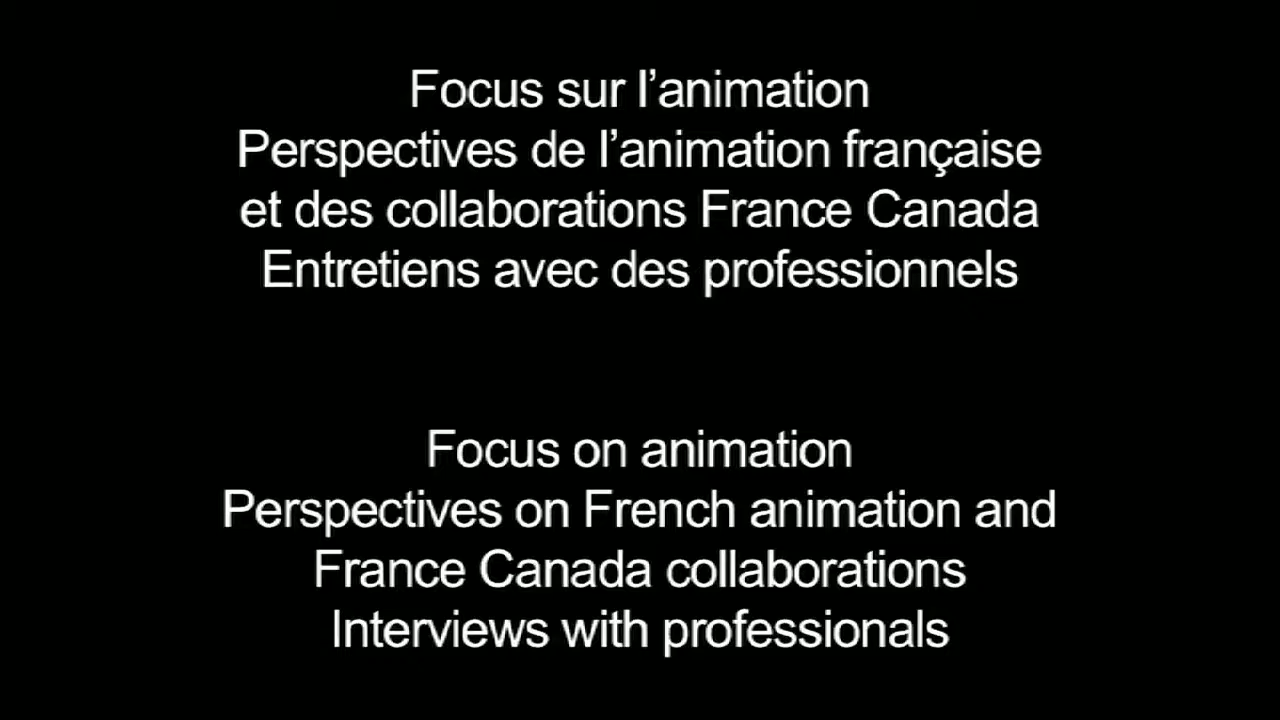 Focus sur l’animation
Perspectives de l’animation française
et des collaborations France Canada
Entretiens avec des professionnels
Focus on animation
Perspectives on French animation and
France Canada collaborations
Interviews with professionals